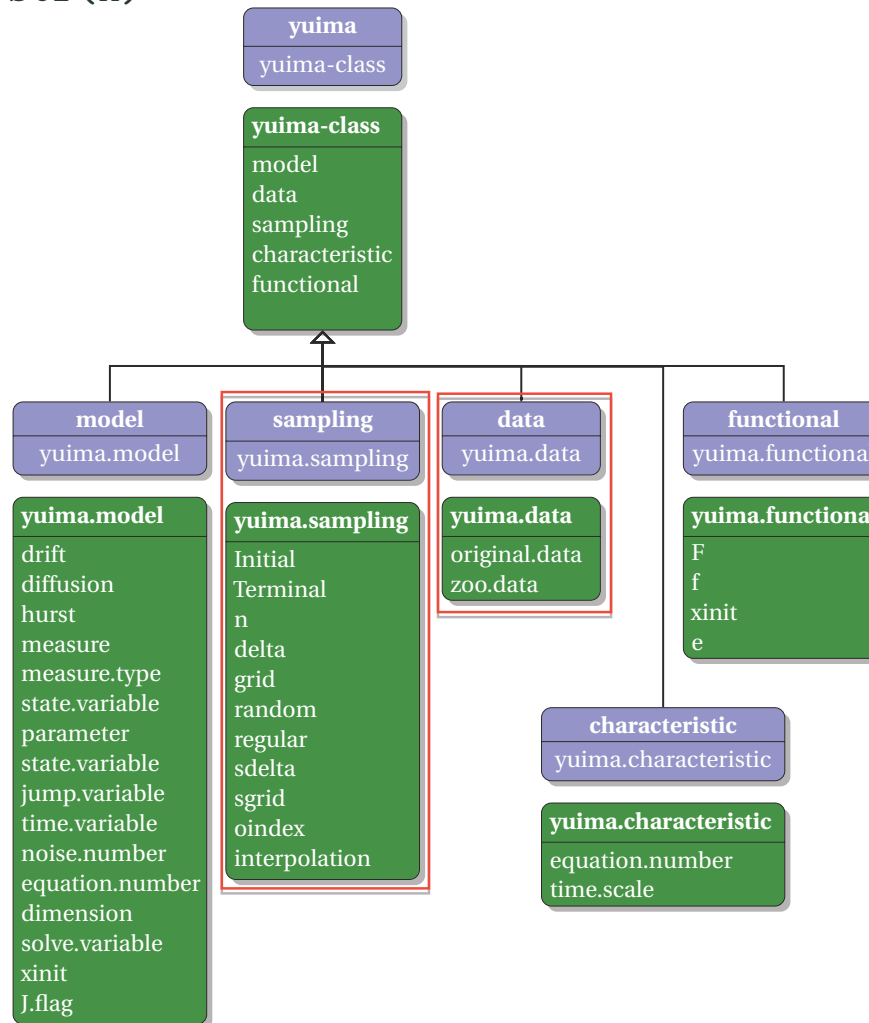 yuima
yuima-class
yuima-class
model
data
sampling
characteristic
functional
model
yuima.model
yuima.model
drift
diffusion
hurst
measure
measure.type
state.variable
parameter
state.variable
jump.variable
time.variable
noise.number
equation.number
dimension
solve.variable
xinit
J.flag
sampling
yuima.sampling
yuima.sampling
Initial
Terminal
n
delta
grid
random
regular
sdelta
sgrid
oindex
interpolation
data
yuima.data
yuima.data
original.data
zoo.data
functional
yuima.functiona
yuima.functiona
F
f
xinit
e
characteristic
yuima.characteristic
yuima.characteristic
equation.number
time.scale